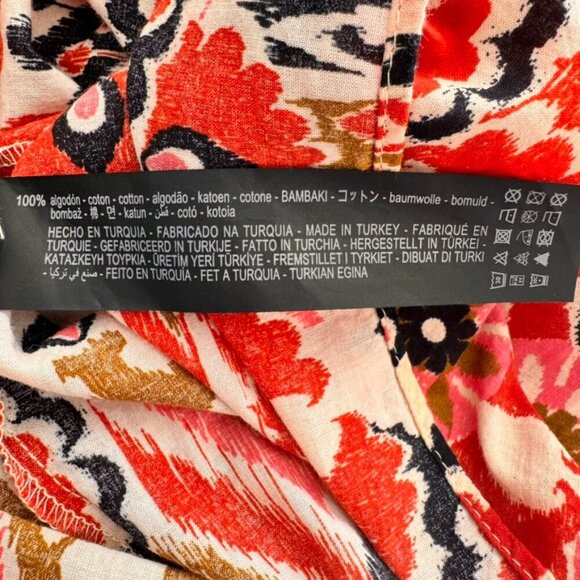 100% algodón - coton - cotton - algodão - katoen - cotone - ΒΑΜΒΑΚΙ - コットン - baumwolle - bomuld -
bombaž - 棉 - 면 - katun - قطن - cotó - kotoia
HECHO EN TURQUIA - FABRICADO NA TURQUIA - MADE IN TURKEY - FABRIQUÉ EN
TURQUIE - GEFABRICEERD IN TURKIJE - FATTO IN TURCHIA - HERGESTELLT IN TÜRKEI -
ΚΑΤΑΣΚΕΥΗ ΤΟΥΡΚΙΑ - ÜRETİM YERİ TÜRKİYE - FREMSTILLET I TYRKIET - DIBUAT DI TURKI
صنع في تركيا - FEITO EN TURQUÍA - FET A TURQUIA - TURKIAN EGINA